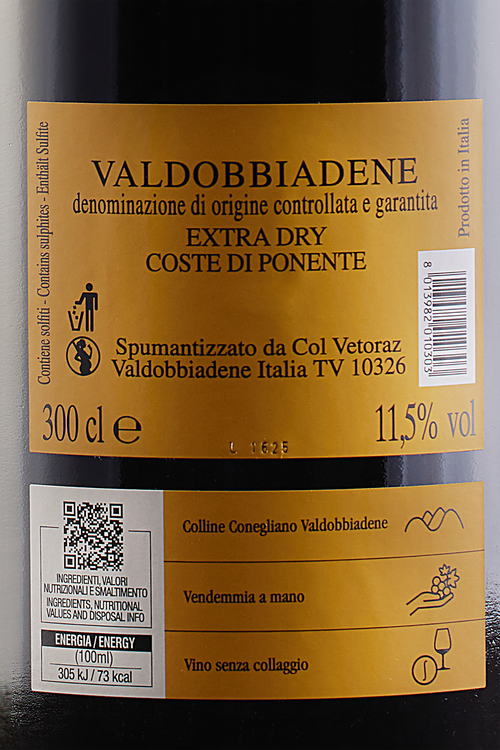 VALDOBBIADENE
denominazione di origine controllata e garantita
EXTRA DRY
COSTE DI PONENTE
Spumantizzato da Col Vetoraz
Valdobbiadene Italia TV 10326
300 cl e
11,5% vol
L 1625
Contiene solfiti - Contains sulphites - Enthält Sulfite
Prodotto in Italia
8 013982 010303
INGREDIENTI, VALORI
NUTRIZIONALI E SMALTIMENTO
INGREDIENTS, NUTRITIONAL
VALUES AND DISPOSAL INFO
ENERGIA / ENERGY
(100ml)
305 kJ / 73 kcal
Colline Conegliano Valdobbiadene
Vendemmia a mano
Vino senza collaggio